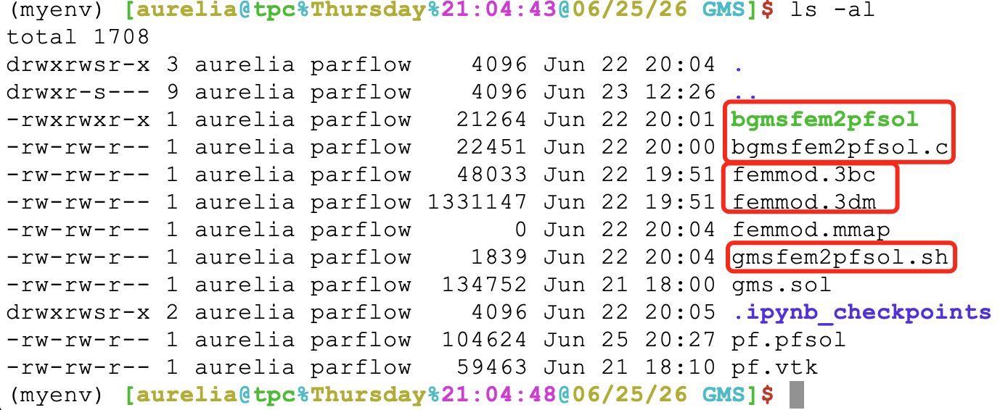 (myenv) [aurelia@tpc%Thursday%21:04:43@06/25/26 GMS]$ ls -al
total 1708
drwxrwsr-x 3 aurelia parflow    4096 Jun 22 20:04 .
drwxr-s--- 9 aurelia parflow    4096 Jun 23 12:26 ..
-rwxrwxr-x 1 aurelia parflow   21264 Jun 22 20:01 bgmsfem2pfsol
-rw-rw-r-- 1 aurelia parflow   22451 Jun 22 20:00 bgmsfem2pfsol.c
-rw-rw-r-- 1 aurelia parflow   48033 Jun 22 19:51 femmod.3bc
-rw-rw-r-- 1 aurelia parflow 1331147 Jun 22 19:51 femmod.3dm
-rw-rw-r-- 1 aurelia parflow       0 Jun 22 20:04 femmod.mmap
-rw-rw-r-- 1 aurelia parflow    1839 Jun 22 20:04 gmsfem2pfsol.sh
-rw-rw-r-- 1 aurelia parflow  134752 Jun 21 18:00 gms.sol
drwxrwsr-x 2 aurelia parflow    4096 Jun 22 20:05 .ipynb_checkpoints
-rw-rw-r-- 1 aurelia parflow  104624 Jun 25 20:27 pf.pfsol
-rw-rw-r-- 1 aurelia parflow   59463 Jun 21 18:10 pf.vtk
(myenv) [aurelia@tpc%Thursday%21:04:48@06/25/26 GMS]$